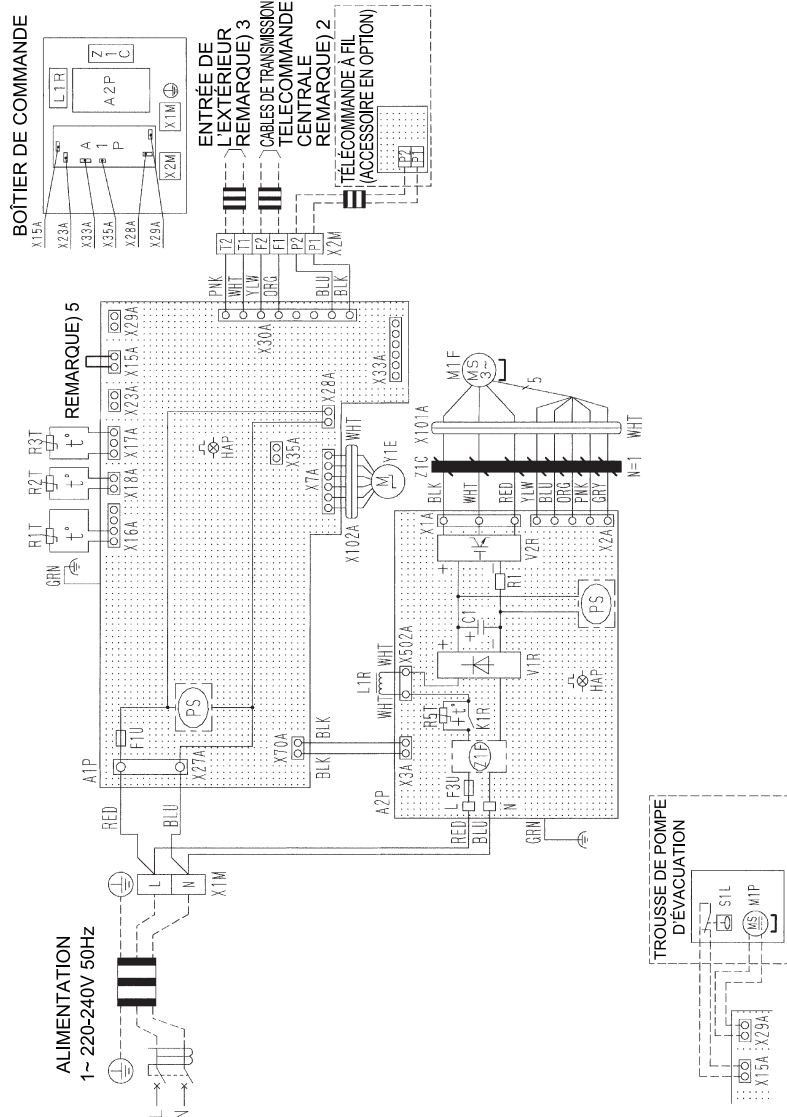 BOÎTIER DE COMMANDE
L1R
Z1C
A2P
A1P
X1M
X2M
X15A
X23A
X33A
X35A
X28A
X29A
ENTRÉE DE
L'EXTÉRIEUR
REMARQUE) 3
CABLES DE TRANSMISSION
TELECOMMANDE
CENTRALE
REMARQUE) 2
TÉLÉCOMMANDE À FIL
(ACCESSOIRE EN OPTION)
P2
P1
T2
T1
F2
F1
P2
P1
X2M
PNK
WHT
YLW
ORG
BLU
BLK
X30A
X33A
REMARQUE) 5
X29A
X15A
X23A
R3T
t°
X17A
R2T
t°
X18A
R1T
t°
X16A
GRN
HAP
X28A
X35A
X7A
WHT
X102A
M
Y1E
PS
F1U
A1P
X27A
X70A
BLK
BLK
RED
BLU
L
N
X1M
ALIMENTATION
1~ 220-240V 50Hz
L
N
M1F
MS
3~
5
X101A
WHT
Z1C
N=1
BLK
WHT
RED
YLW
BLU
ORG
PNK
GRY
X1A
X2A
V2R
R1
PS
C1
+
−
+
−
V1R
HAP
X502A
WHT
WHT
L1R
R5T
+t°
K1R
Z1F
X3A
A2P
F3U
L
N
RED
BLU
GRN
TROUSSE DE POMPE
D'ÉVACUATION
S1L
MS
M1P
X29A
X15A